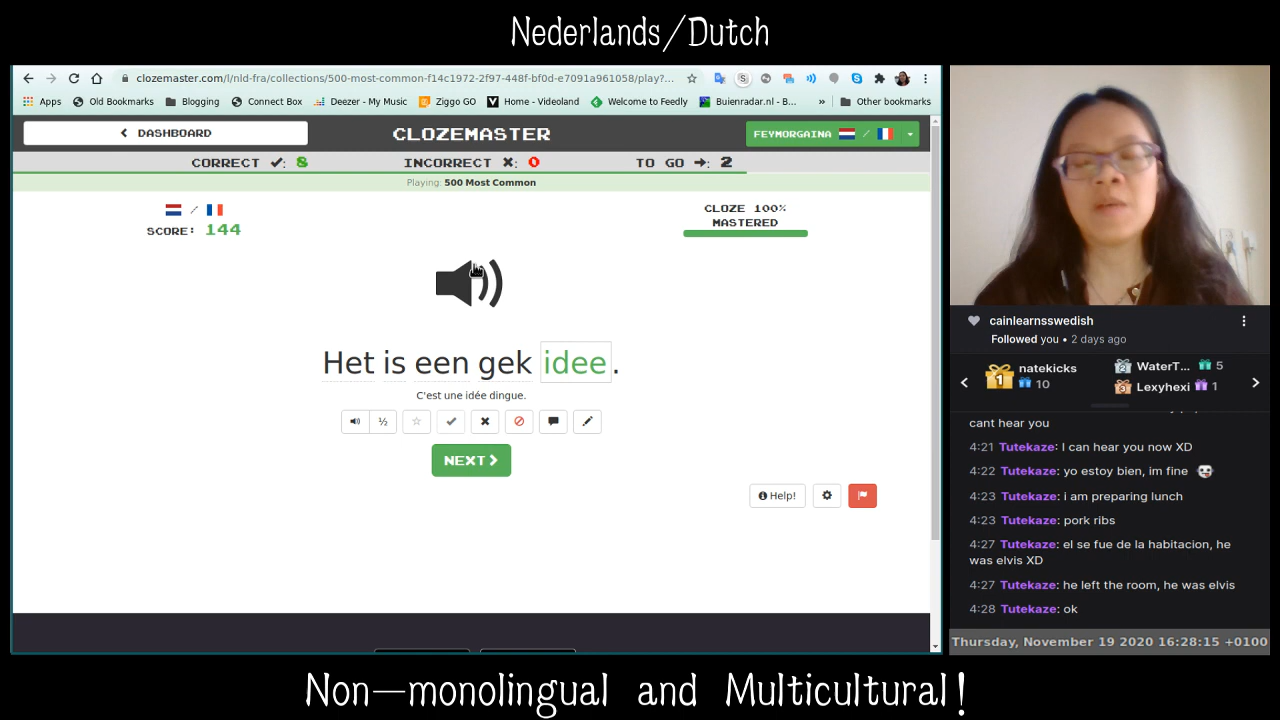 Nederlands/Dutch
clozemaster.com/l/nld-fra/collections/500-most-common-f14c1972-2f97-448f-bf0d-e7091a961058/play?...
Apps Old Bookmarks Blogging Connect Box Deezer - My Music Ziggo GO Home - Videoland Welcome to Feedly Buienradar.nl - B... » Other bookmarks
DASHBOARD
CLOZEMASTER
FEYMORGAINA /
CORRECT ✔: 8 INCORRECT ✖: 0 TO GO →: 2
Playing: 500 Most Common
/
SCORE: 144
CLOZE 100%
MASTERED
Het is een gek idee.
C'est une idée dingue.
½
NEXT
Help!
cainlearnsswedish
Followed you • 2 days ago
1 natekicks
10
2 WaterT... 5
3 Lexyhexi 1
cant hear you
4:21 Tutekaze: I can hear you now XD
4:22 Tutekaze: yo estoy bien, im fine
4:23 Tutekaze: i am preparing lunch
4:23 Tutekaze: pork ribs
4:27 Tutekaze: el se fue de la habitacion, he
was elvis XD
4:27 Tutekaze: he left the room, he was elvis
4:28 Tutekaze: ok
Thursday, November 19 2020 16:28:15 +0100
Non-monolingual and Multicultural!